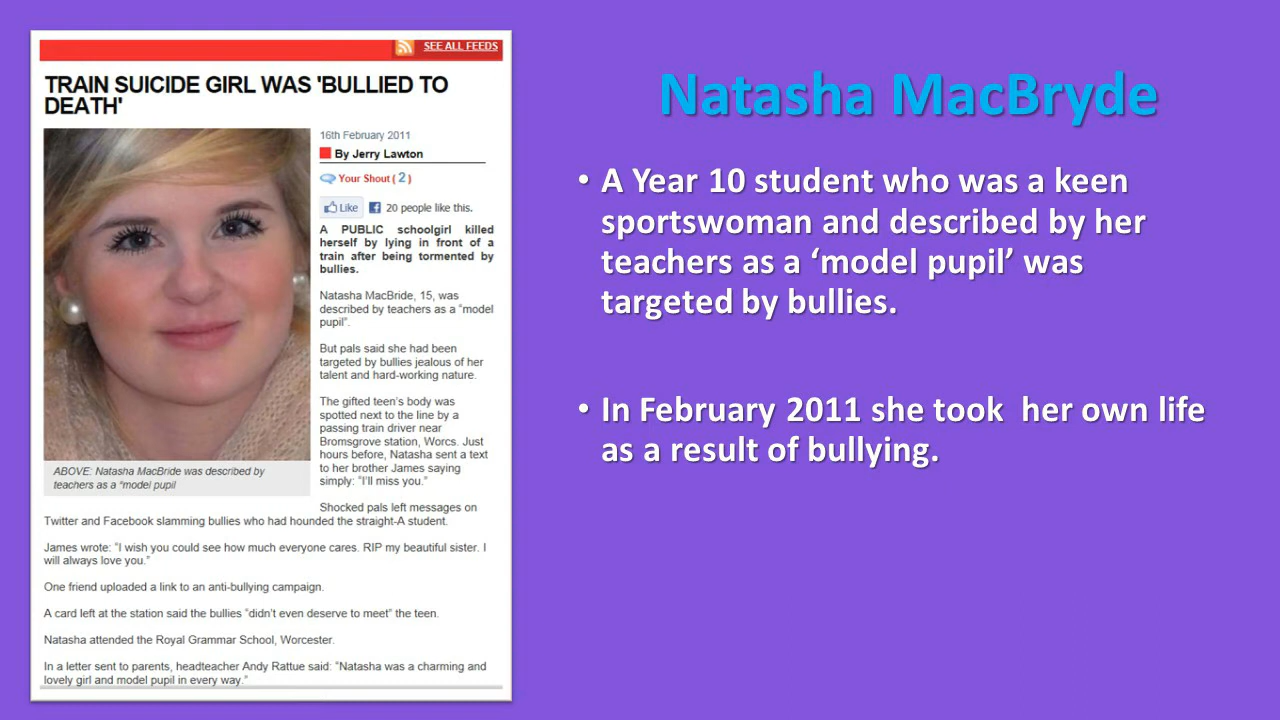 SEE ALL FEEDS
TRAIN SUICIDE GIRL WAS 'BULLIED TO
DEATH'
16th February 2011
By Jerry Lawton
Your Shout ( 2 )
Like 20 people like this.
A PUBLIC schoolgirl killed
herself by lying in front of a
train after being tormented by
bullies.
Natasha MacBride, 15, was
described by teachers as a “model
pupil”.
But pals said she had been
targeted by bullies jealous of her
talent and hard-working nature.
The gifted teen’s body was
spotted next to the line by a
passing train driver near
Bromsgrove station, Worcs. Just
hours before, Natasha sent a text
to her brother James saying
simply: “I’ll miss you.”
ABOVE: Natasha MacBride was described by
teachers as a “model pupil
Shocked pals left messages on
Twitter and Facebook slamming bullies who had hounded the straight-A student.
James wrote: “I wish you could see how much everyone cares. RIP my beautiful sister. I
will always love you.”
One friend uploaded a link to an anti-bullying campaign.
A card left at the station said the bullies “didn’t even deserve to meet” the teen.
Natasha attended the Royal Grammar School, Worcester.
In a letter sent to parents, headteacher Andy Rattue said: “Natasha was a charming and
lovely girl and model pupil in every way.”
Natasha MacBryde
• A Year 10 student who was a keen
sportswoman and described by her
teachers as a ‘model pupil’ was
targeted by bullies.
• In February 2011 she took her own life
as a result of bullying.